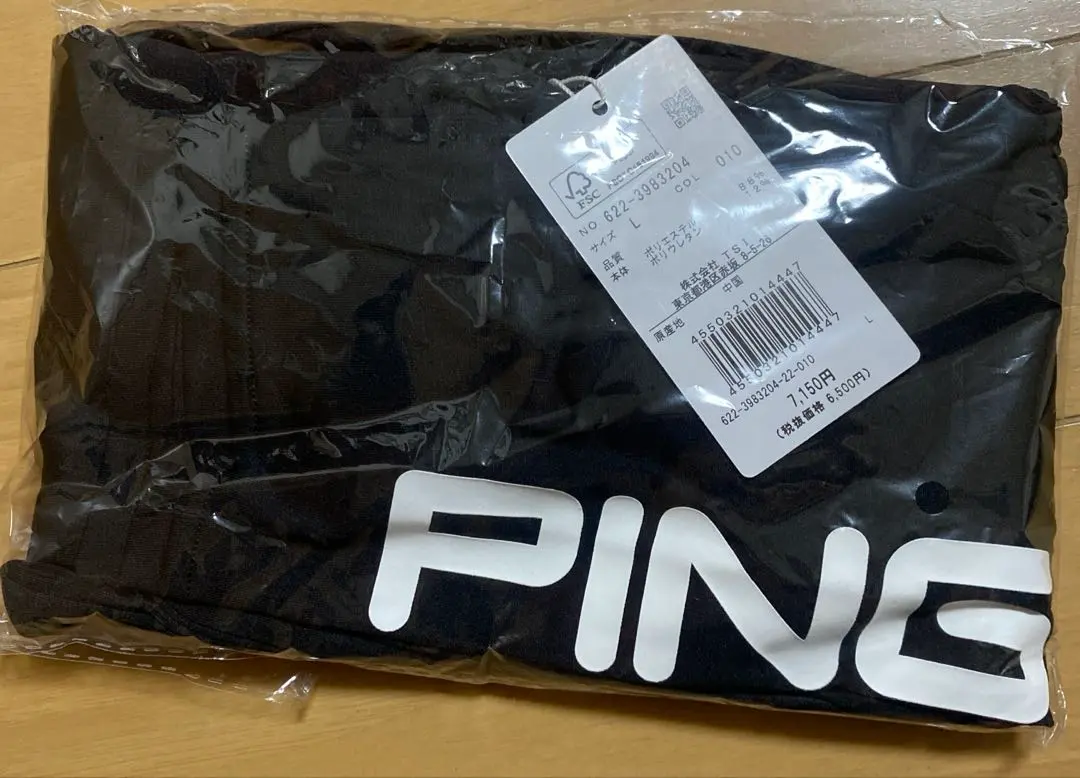 FSC
NO 622-3983204
COL 010
サイズ L
品質
本体 ポリエステル 88%
ポリウレタン 12%
株式会社 TSI
東京都港区赤坂 8-5-26
原産地 中国
4550321014447
4550321014447
L
622-3983204-22-010
7,150円
(税抜価格 6,500円)
PING